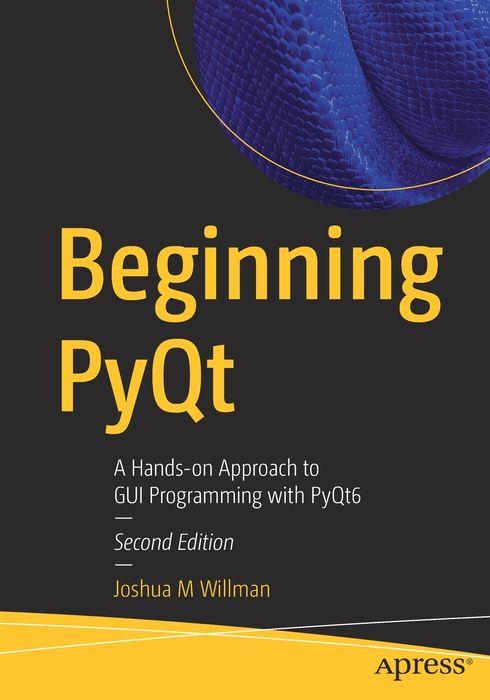 Beginning
PyQt
A Hands-on Approach to
GUI Programming with PyQt6
—
Second Edition
—
Joshua M Willman
Apress®